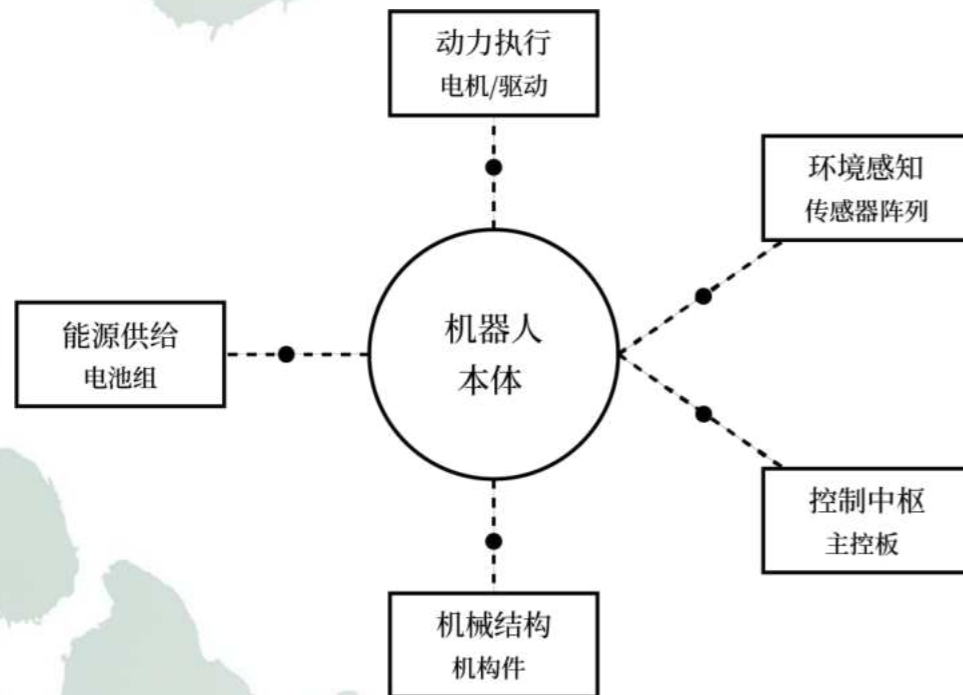 动力执行
电机/驱动
环境感知
传感器阵列
机器人
本体
能源供给
电池组
控制中枢
主控板
机械结构
机构件